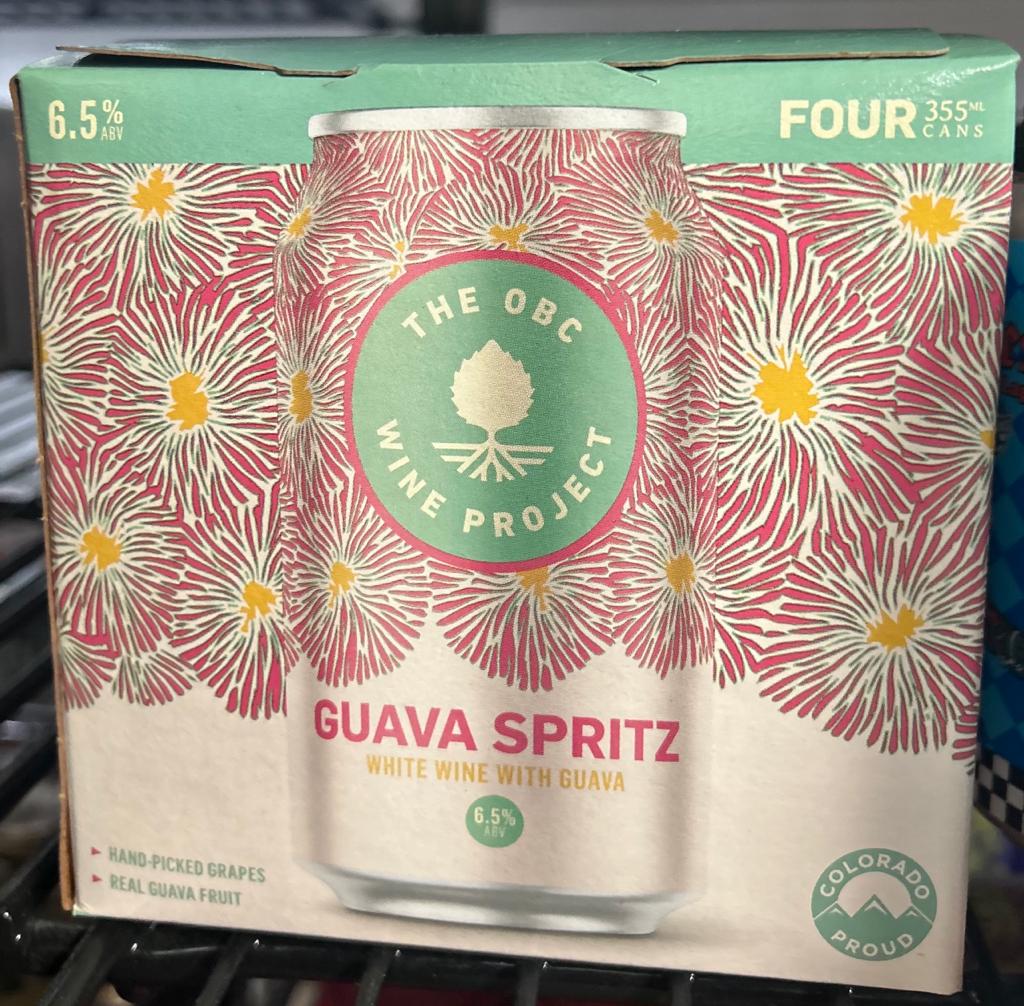 6.5% ABV
FOUR 355ML CANS
THE OBC
WINE PROJECT
GUAVA SPRITZ
WHITE WINE WITH GUAVA
6.5%
ABV
HAND-PICKED GRAPES
REAL GUAVA FRUIT
COLORADO
PROUD